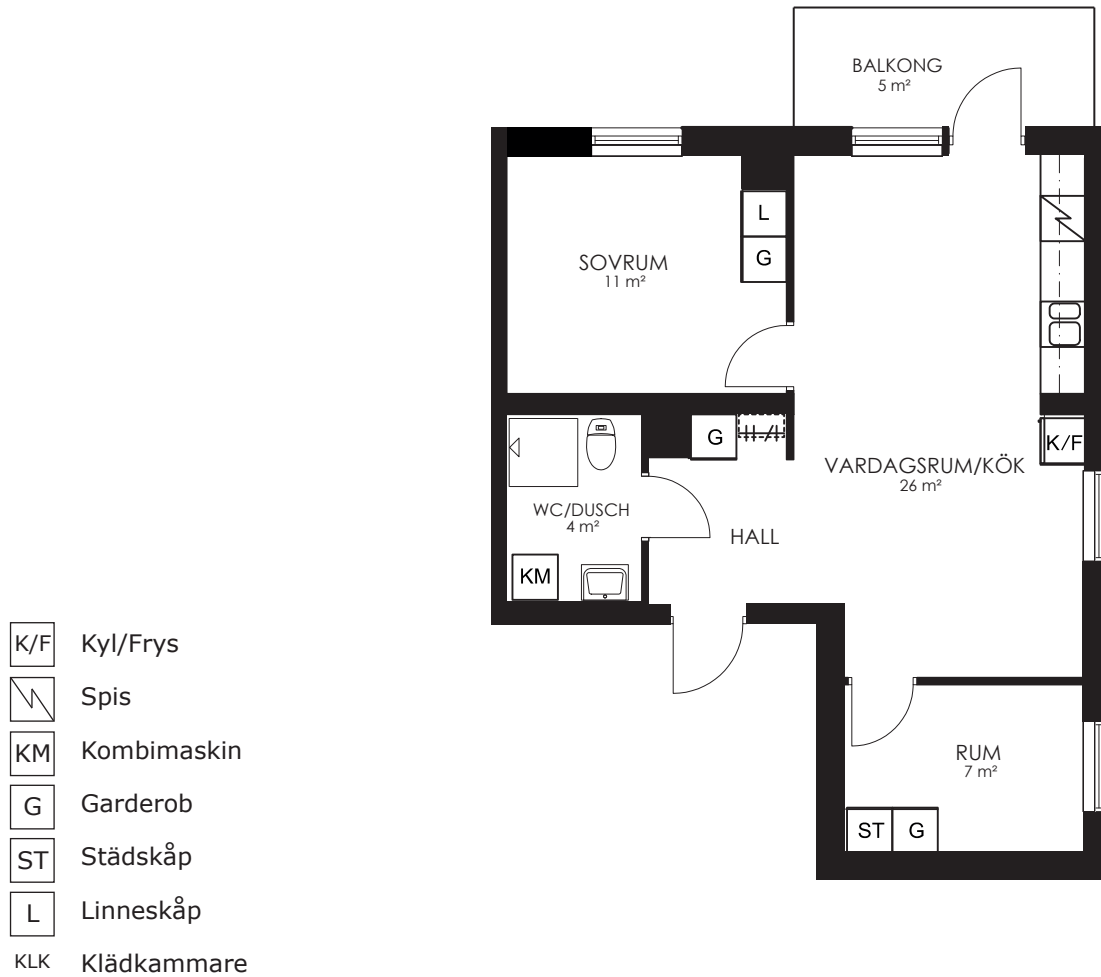 BALKONG
5 m²
L
G
SOVRUM
11 m²
G
K/F
VARDAGSRUM/KÖK
26 m²
WC/DUSCH
4 m²
HALL
KM
RUM
7 m²
ST G
K/F Kyl/Frys
Spis
KM Kombimaskin
G Garderob
ST Städskåp
L Linneskåp
KLK Klädkammare